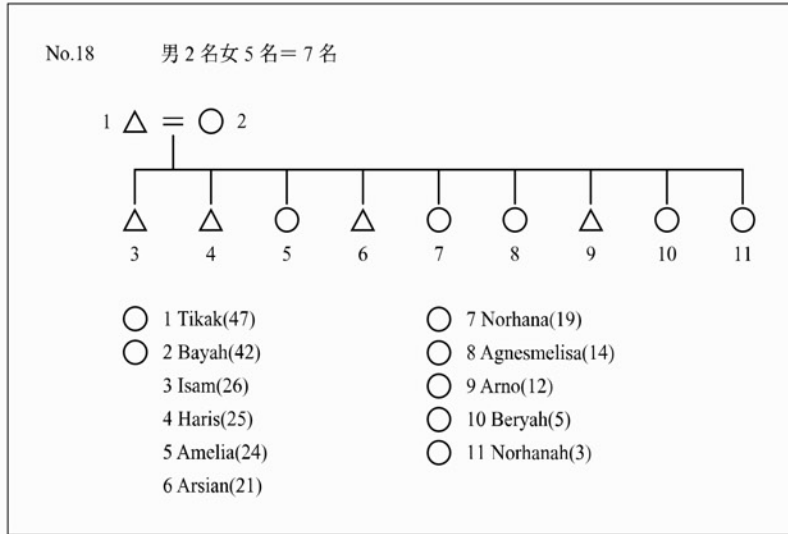 No.18 男 2 名女 5 名＝ 7 名
1 △ = ○ 2
3 4 5 6 7 8 9 10 11
○ 1 Tikak(47)
○ 2 Bayah(42)
3 Isam(26)
4 Haris(25)
5 Amelia(24)
6 Arsian(21)
○ 7 Norhana(19)
○ 8 Agnesmelisa(14)
○ 9 Arno(12)
○ 10 Beryah(5)
○ 11 Norhanah(3)